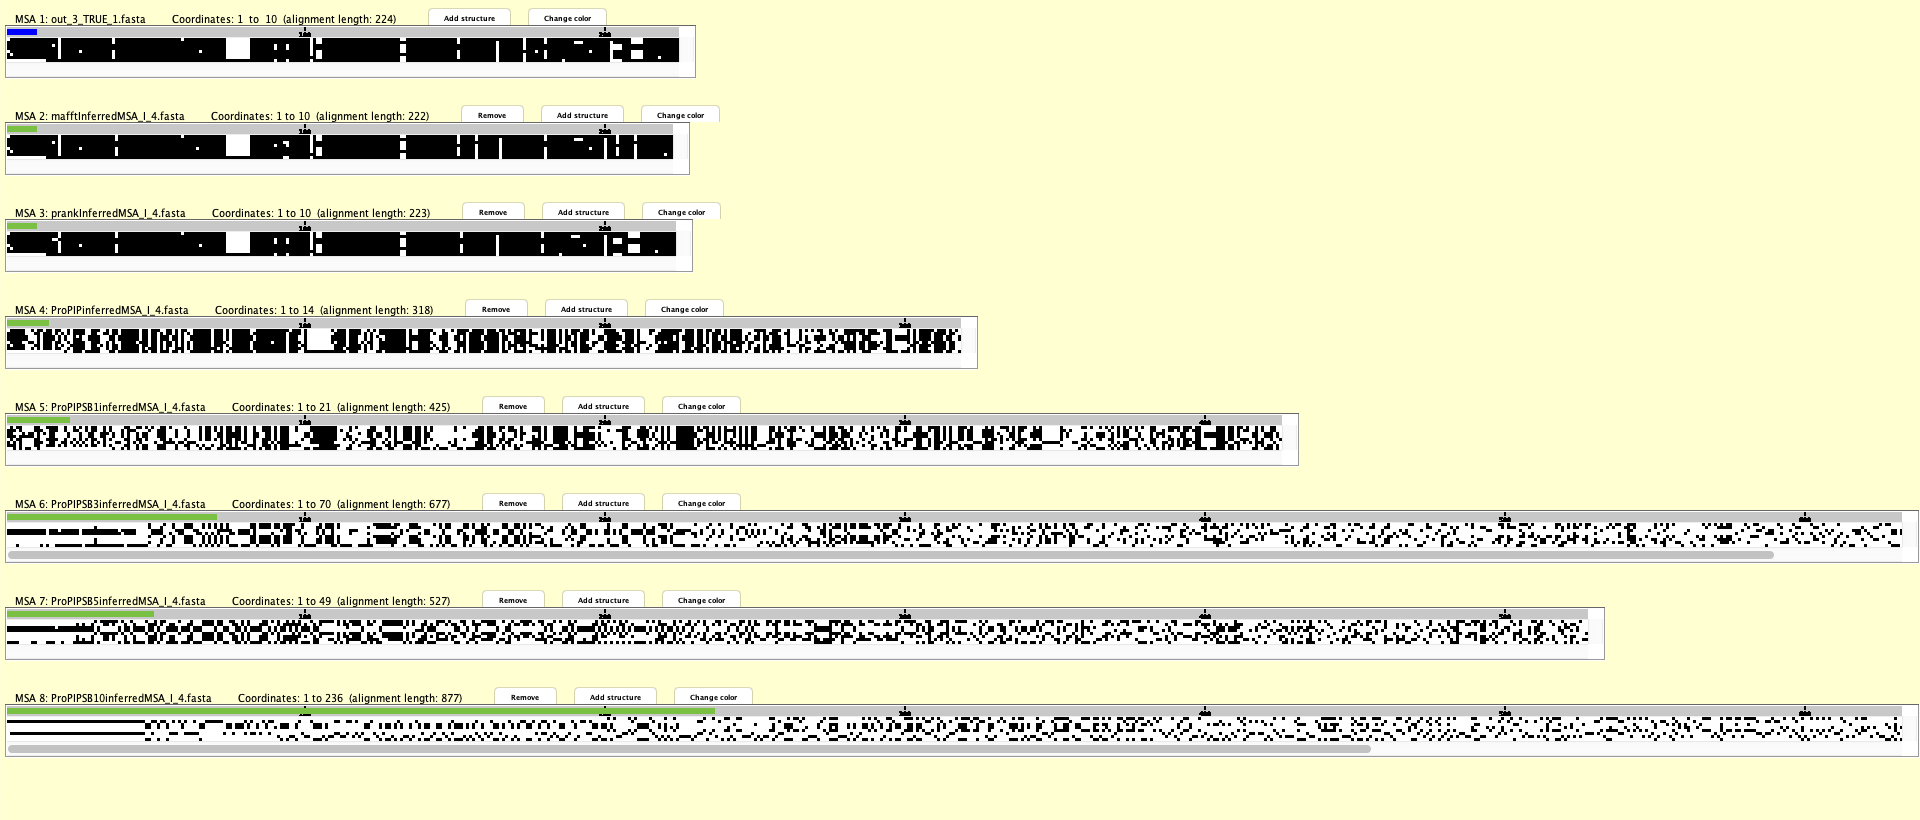 MSA 1: out_3_TRUE_1.fasta Coordinates: 1 to 10 (alignment length: 224) Add structure Change color
100 200
MSA 2: mafftInferredMSA_I_4.fasta Coordinates: 1 to 10 (alignment length: 222) Remove Add structure Change color
100 200
MSA 3: prankInferredMSA_I_4.fasta Coordinates: 1 to 10 (alignment length: 223) Remove Add structure Change color
100 200
MSA 4: ProPIPinferredMSA_I_4.fasta Coordinates: 1 to 14 (alignment length: 318) Remove Add structure Change color
100 200 300
MSA 5: ProPIPSB1inferredMSA_I_4.fasta Coordinates: 1 to 21 (alignment length: 425) Remove Add structure Change color
100 200 300 400
MSA 6: ProPIPSB3inferredMSA_I_4.fasta Coordinates: 1 to 70 (alignment length: 677) Remove Add structure Change color
100 200 300 400 500 600
MSA 7: ProPIPSB5inferredMSA_I_4.fasta Coordinates: 1 to 49 (alignment length: 527) Remove Add structure Change color
100 200 300 400 500
MSA 8: ProPIPSB10inferredMSA_I_4.fasta Coordinates: 1 to 236 (alignment length: 877) Remove Add structure Change color
300 400 500 600